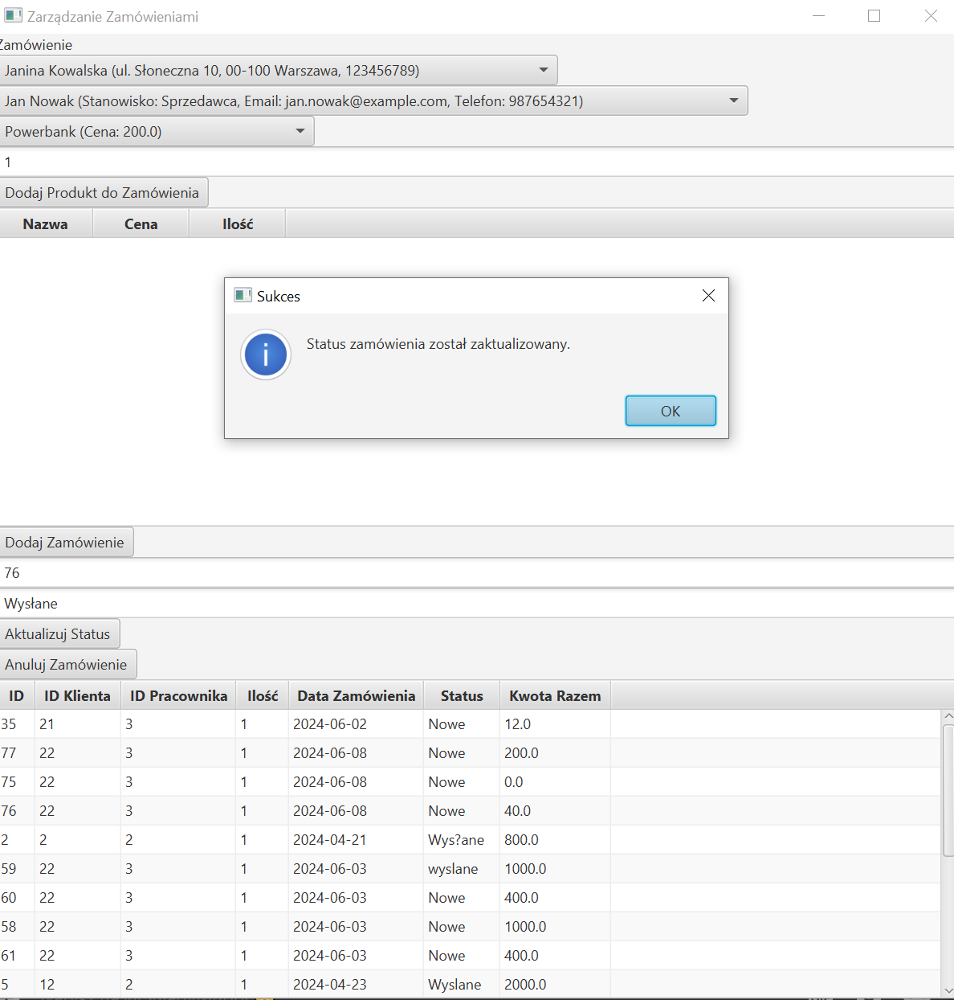 Zarządzanie Zamówieniami
Zamówienie
Janina Kowalska (ul. Słoneczna 10, 00-100 Warszawa, 123456789)
Jan Nowak (Stanowisko: Sprzedawca, Email: jan.nowak@example.com, Telefon: 987654321)
Powerbank (Cena: 200.0)
1
Dodaj Produkt do Zamówienia
Nazwa Cena Ilość
Sukces
Status zamówienia został zaktualizowany.
OK
Dodaj Zamówienie
76
Wysłane
Aktualizuj Status
Anuluj Zamówienie
ID ID Klienta ID Pracownika Ilość Data Zamówienia Status Kwota Razem
35 21 3 1 2024-06-02 Nowe 12.0
77 22 3 1 2024-06-08 Nowe 200.0
75 22 3 1 2024-06-08 Nowe 0.0
76 22 3 1 2024-06-08 Nowe 40.0
2 2 2 1 2024-04-21 Wys?ane 800.0
59 22 3 1 2024-06-03 wyslane 1000.0
60 22 3 1 2024-06-03 Nowe 400.0
58 22 3 1 2024-06-03 Nowe 1000.0
61 22 3 1 2024-06-03 Nowe 400.0
5 12 2 1 2024-04-23 Wyslane 2000.0